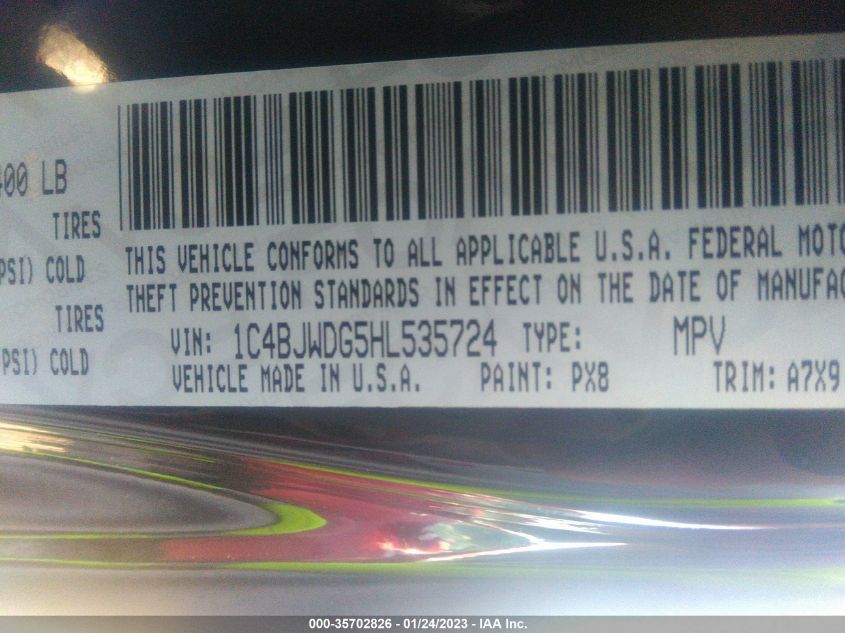 400 LB
TIRES
PSI) COLD
TIRES
(PSI) COLD
THIS VEHICLE CONFORMS TO ALL APPLICABLE U.S.A. FEDERAL MOTO
THEFT PREVENTION STANDARDS IN EFFECT ON THE DATE OF MANUFAC
VIN: 1C4BJWDG5HL535724 TYPE: MPV
VEHICLE MADE IN U.S.A. PAINT: PX8 TRIM: A7X9
000-35702826 - 01/24/2023 - IAA Inc.